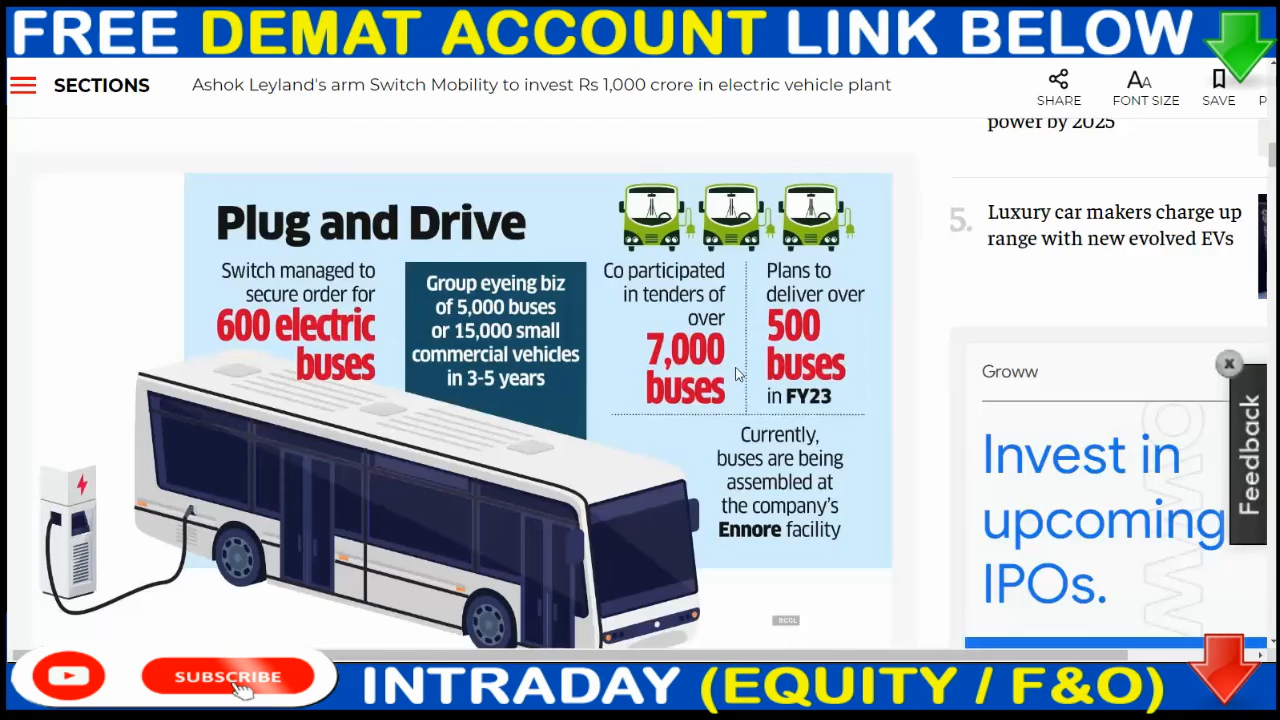 FREE DEMAT ACCOUNT LINK BELOW
SECTIONS
Ashok Leyland's arm Switch Mobility to invest Rs 1,000 crore in electric vehicle plant
SHARE
FONT SIZE
SAVE
P
power by 2025
5. Luxury car makers charge up
range with new evolved EVs
Plug and Drive
Switch managed to
secure order for
600 electric
buses
Group eyeing biz
of 5,000 buses
or 15,000 small
commercial vehicles
in 3-5 years
Co participated
in tenders of
over
7,000
buses
Plans to
deliver over
500
buses
in FY23
Currently,
buses are being
assembled at
the company's
Ennore facility
BCCL
Groww
Invest in
upcoming
IPOs.
Feedback
SUBSCRIBE
INTRADAY (EQUITY / F&O)